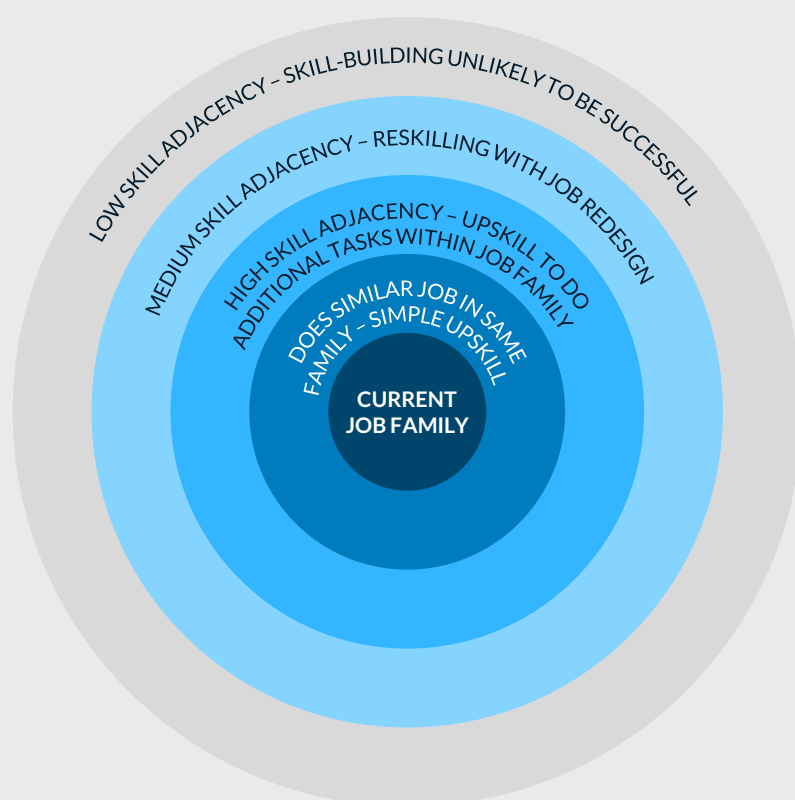 LOW SKILL ADJACENCY – SKILL-BUILDING UNLIKELY TO BE SUCCESSFUL
MEDIUM SKILL ADJACENCY – RESKILLING WITH JOB REDESIGN
HIGH SKILL ADJACENCY – UPSKILL TO DO
ADDITIONAL TASKS WITHIN JOB FAMILY
DOES SIMILAR JOB IN SAME
FAMILY – SIMPLE UPSKILL
CURRENT
JOB FAMILY